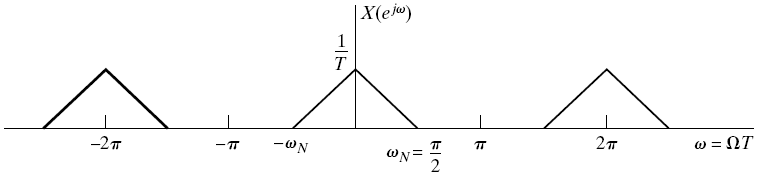 X(e^{jω})
1/T
−2π
−π
−ω_N
ω_N = π/2
π
2π
ω = ΩT